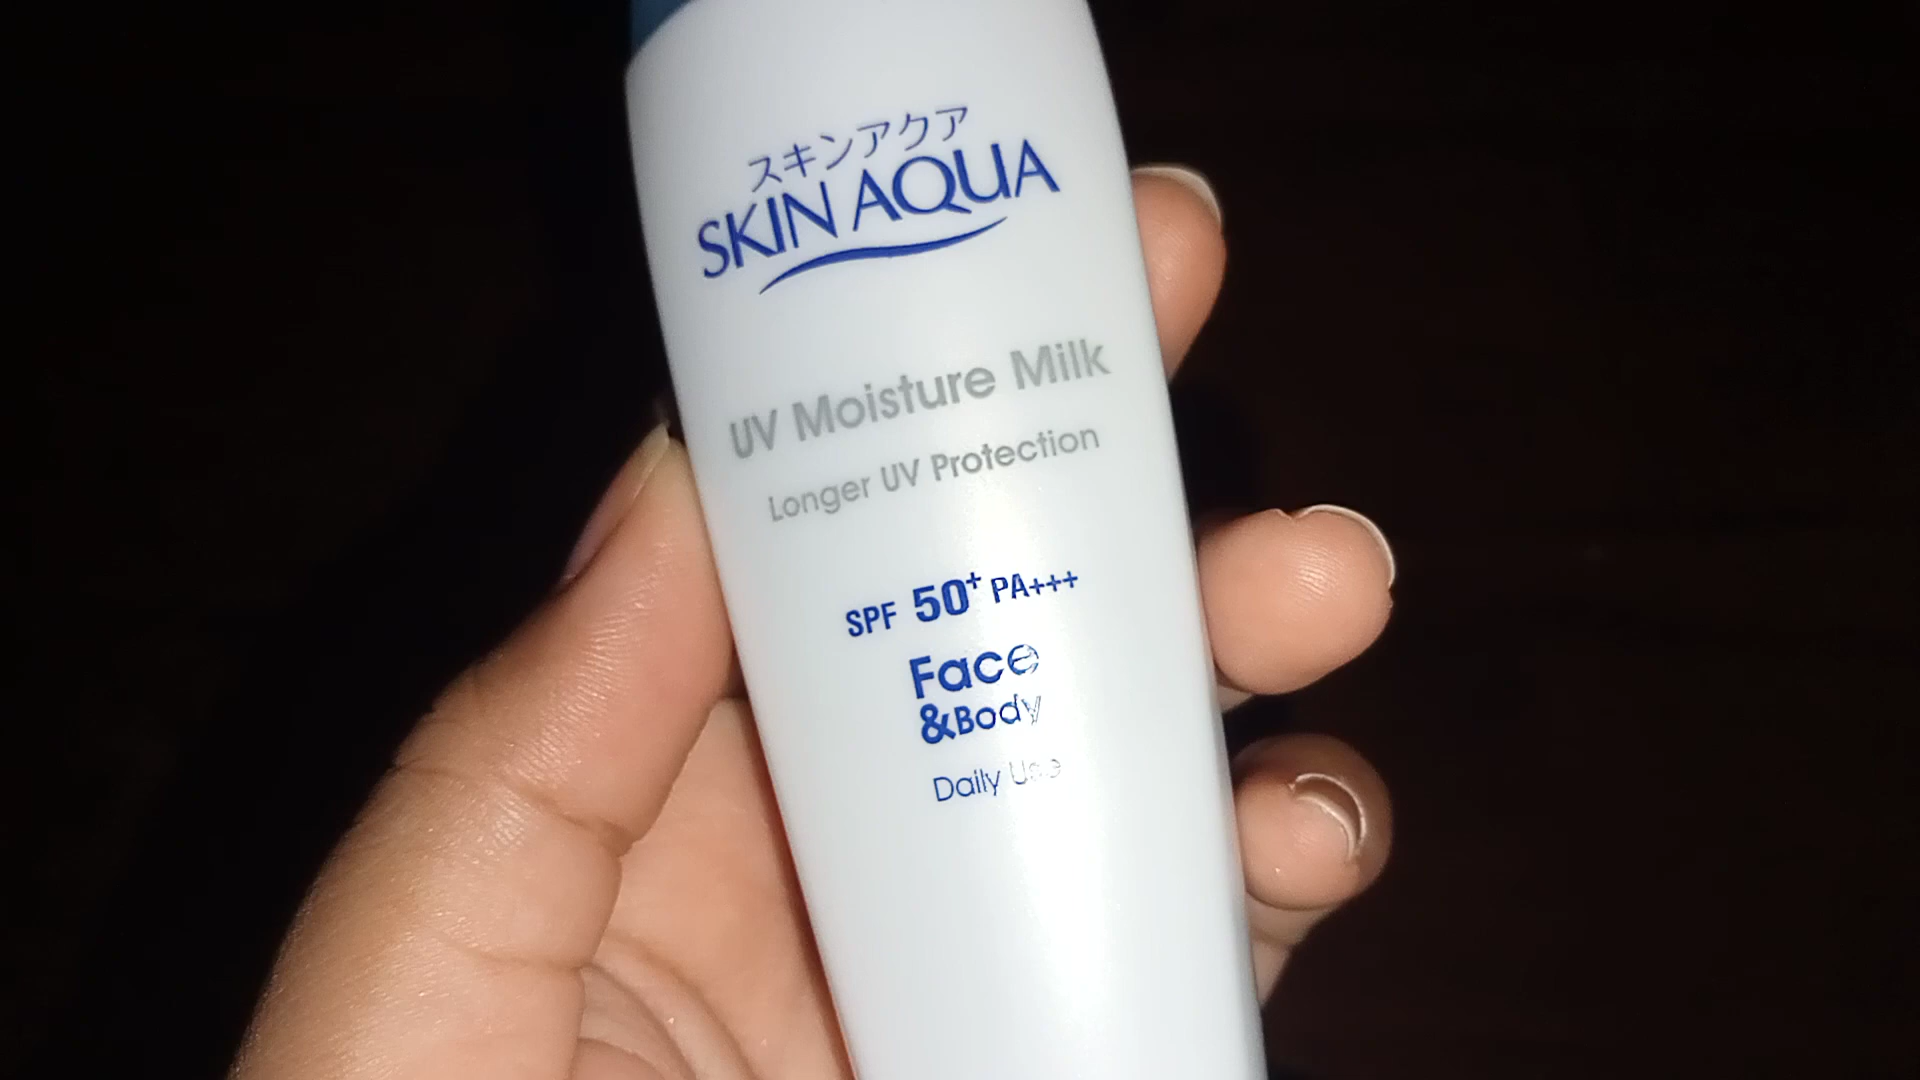 スキンアクア
SKIN AQUA
UV Moisture Milk
Longer UV Protection
SPF 50+ PA+++
Face
&Body
Daily Use